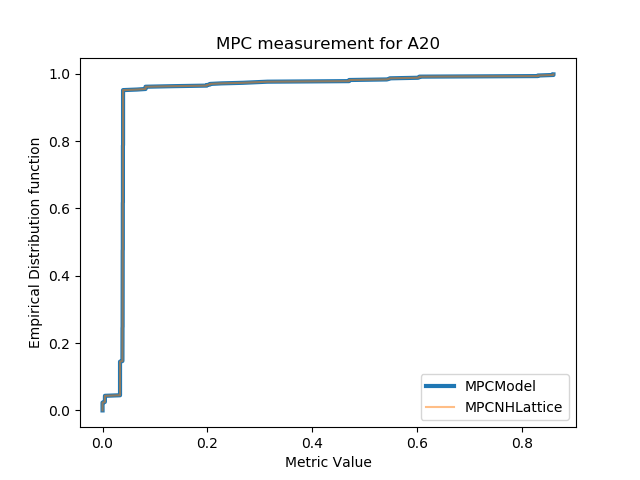 MPC measurement for A20
1.0
0.8
0.6
0.4
0.2
0.0
Empirical Distribution function
MPCModel
MPCNHLattice
0.0 0.2 0.4 0.6 0.8
Metric Value